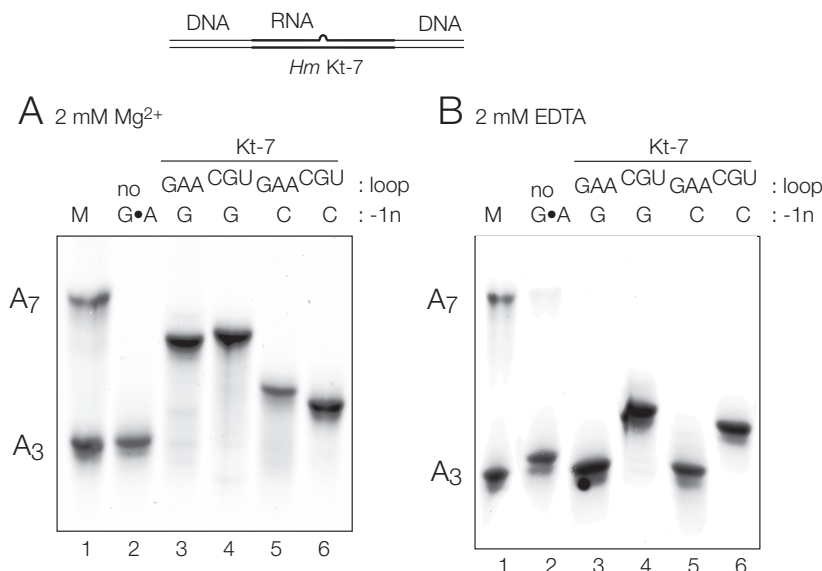 DNA RNA DNA
Hm Kt-7
A 2 mM Mg²⁺
Kt-7
no GAA CGU GAA CGU : loop
M G•A G G C C : -1n
A₇
A₃
1 2 3 4 5 6
B 2 mM EDTA
Kt-7
no GAA CGU GAA CGU : loop
M G•A G G C C : -1n
A₇
A₃
1 2 3 4 5 6